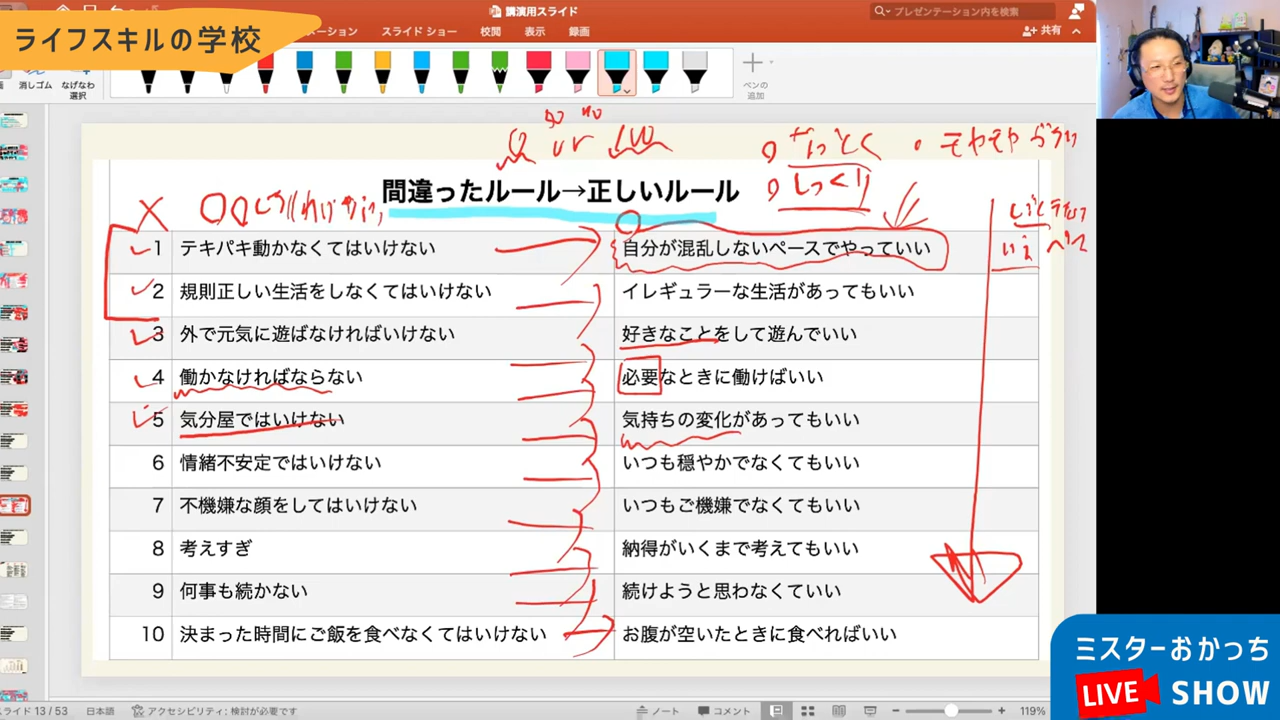 講演用スライド
プレゼンテーション内を検索
ライフスキルの学校
スライド ショー
校閲
表示
録画
共有
消しゴム
なげなわ
選択
ペンの
追加
なっとく
モヤモヤ
しっくり
間違ったルール→正しいルール
1 テキパキ動かなくてはいけない 自分が混乱しないペースでやっていい
2 規則正しい生活をしなくてはいけない イレギュラーな生活があってもいい
3 外で元気に遊ばなければいけない 好きなことをして遊んでいい
4 働かなければならない 必要なときに働けばいい
5 気分屋ではいけない 気持ちの変化があってもいい
6 情緒不安定ではいけない いつも穏やかでなくてもいい
7 不機嫌な顔をしてはいけない いつもご機嫌でなくてもいい
8 考えすぎ 納得がいくまで考えてもいい
9 何事も続かない 続けようと思わなくていい
10 決まった時間にご飯を食べなくてはいけない お腹が空いたときに食べればいい
ミスターおかっち
LIVE SHOW
スライド 13 / 53
日本語
アクセシビリティ: 検討が必要です
ノート
コメント
119%